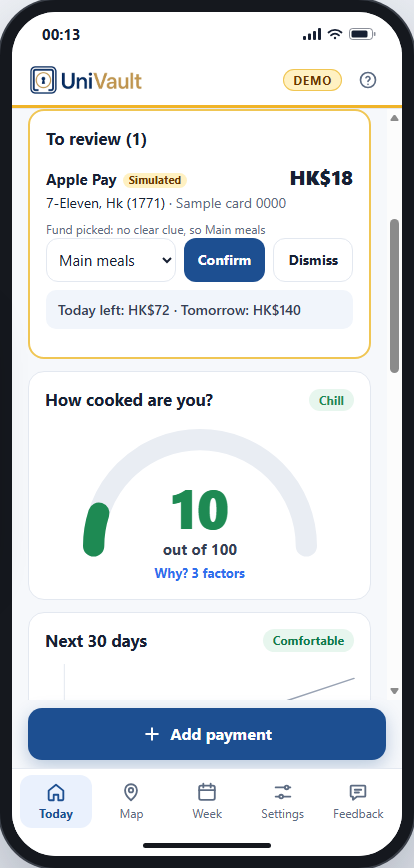 00:13
UniVault
DEMO
To review (1)
Apple Pay Simulated HK$18
7-Eleven, Hk (1771) · Sample card 0000
Fund picked: no clear clue, so Main meals
Main meals Confirm Dismiss
Today left: HK$72 · Tomorrow: HK$140
How cooked are you? Chill
10
out of 100
Why? 3 factors
Next 30 days Comfortable
+ Add payment
Today Map Week Settings Feedback